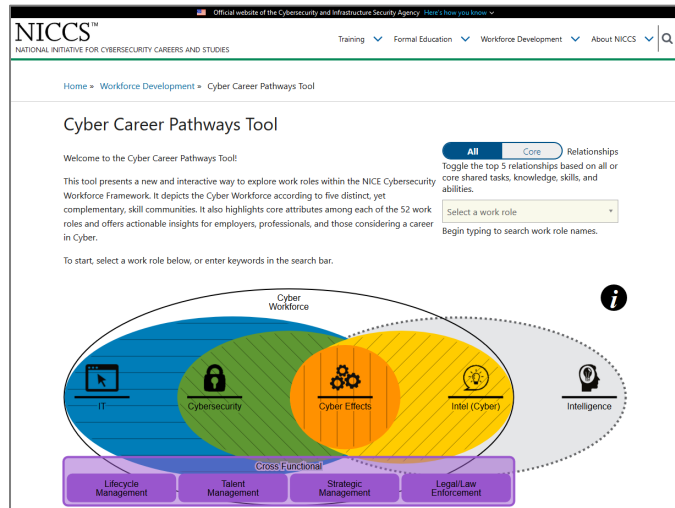 Official website of the Cybersecurity and Infrastructure Security Agency Here's how you know
NICCS™
NATIONAL INITIATIVE FOR CYBERSECURITY CAREERS AND STUDIES
Training Formal Education Workforce Development About NICCS
Home » Workforce Development » Cyber Career Pathways Tool
Cyber Career Pathways Tool
All Core Relationships
Toggle the top 5 relationships based on all or
core shared tasks, knowledge, skills, and
abilities.
Select a work role
Begin typing to search work role names.
Welcome to the Cyber Career Pathways Tool!
This tool presents a new and interactive way to explore work roles within the NICE Cybersecurity
Workforce Framework. It depicts the Cyber Workforce according to five distinct, yet
complementary, skill communities. It also highlights core attributes among each of the 52 work
roles and offers actionable insights for employers, professionals, and those considering a career
in Cyber.
To start, select a work role below, or enter keywords in the search bar.
i
Cyber
Workforce
IT
Cybersecurity
Cyber Effects
Intel (Cyber)
Intelligence
Cross Functional
Lifecycle
Management
Talent
Management
Strategic
Management
Legal/Law
Enforcement